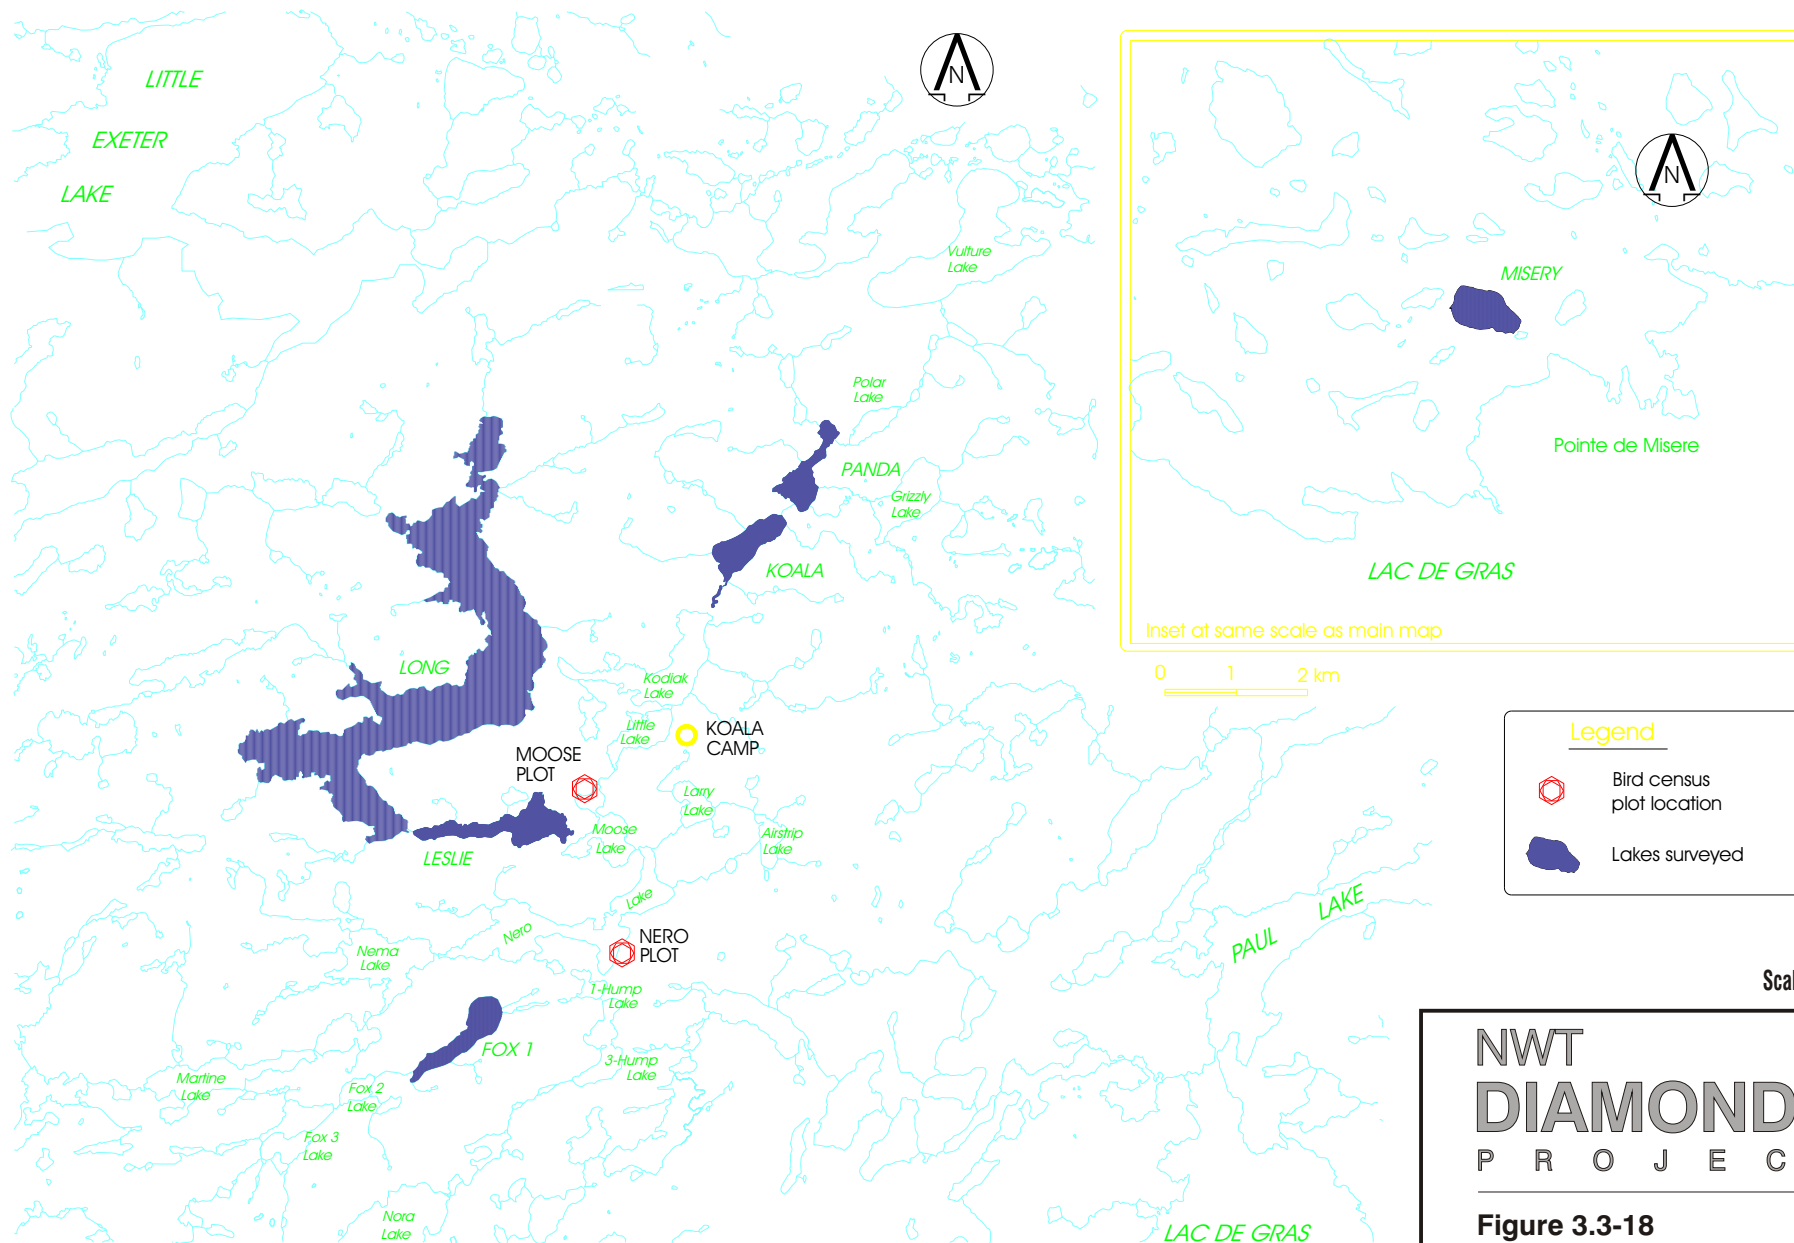 LITTLE
EXETER
LAKE
N
Vulture
Lake
Polar
Lake
PANDA
Grizzly
Lake
KOALA
LONG
Kodiak
Lake
Little
Lake
KOALA
CAMP
MOOSE
PLOT
Larry
Lake
Moose
Lake
Airstrip
Lake
LESLIE
Nero Lake
NERO
PLOT
Nema
Lake
1-Hump
Lake
FOX 1
3-Hump
Lake
Martine
Lake
Fox 2
Lake
Fox 3
Lake
Nora
Lake
PAUL LAKE
LAC DE GRAS
N
MISERY
Pointe de Misere
LAC DE GRAS
Inset at same scale as main map
0 1 2 km
Legend
Bird census
plot location
Lakes surveyed
Scal
NWT
DIAMOND
P R O J E C
Figure 3.3-18